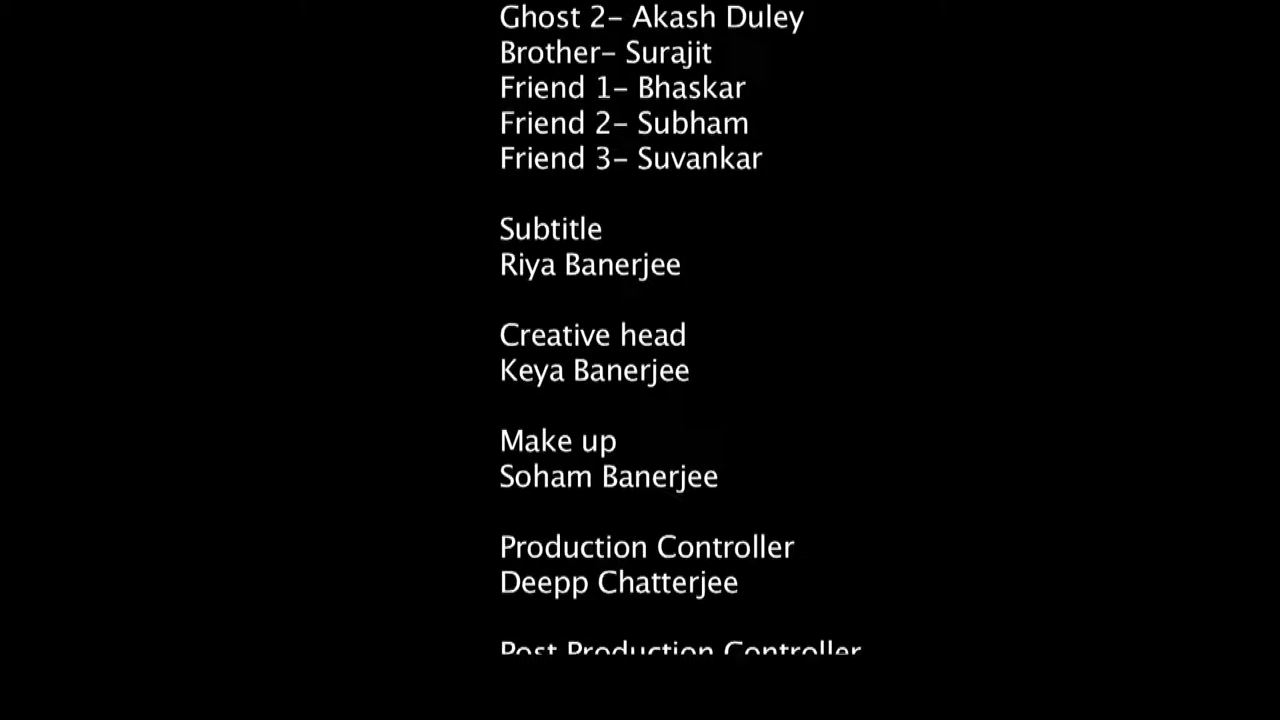 Ghost 2- Akash Duley
Brother- Surajit
Friend 1- Bhaskar
Friend 2- Subham
Friend 3- Suvankar
Subtitle
Riya Banerjee
Creative head
Keya Banerjee
Make up
Soham Banerjee
Production Controller
Deepp Chatterjee
Post Production Controller